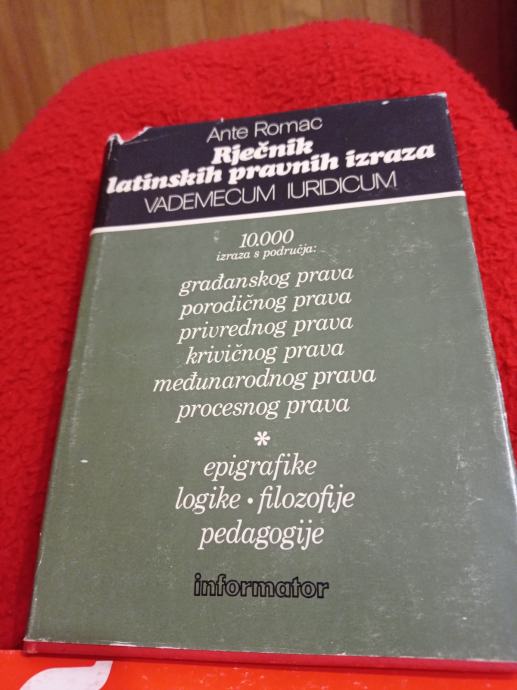 Ante Romac
Rječnik
latinskih pravnih izraza
VADEMECUM IURIDICUM
10.000
izraza s područja:
građanskog prava
porodičnog prava
privrednog prava
krivičnog prava
međunarodnog prava
procesnog prava
*
epigrafike
logike • filozofije
pedagogije
informator